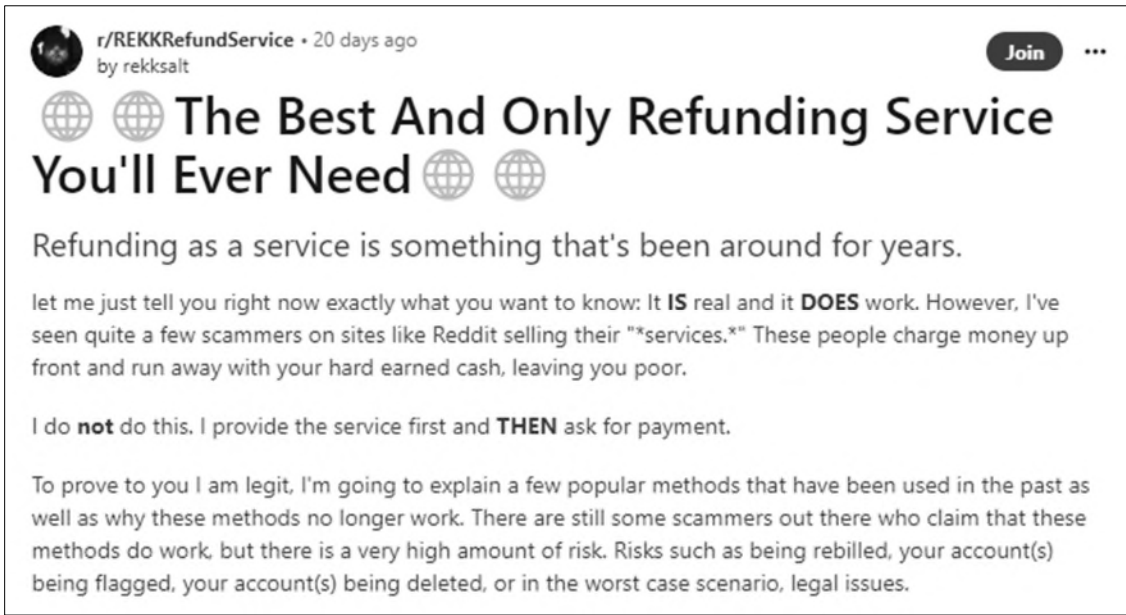 r/REKKRefundService • 20 days ago
by rekksalt
Join
The Best And Only Refunding Service
You'll Ever Need
Refunding as a service is something that's been around for years.
let me just tell you right now exactly what you want to know: It IS real and it DOES work. However, I've
seen quite a few scammers on sites like Reddit selling their "*services.*" These people charge money up
front and run away with your hard earned cash, leaving you poor.
I do not do this. I provide the service first and THEN ask for payment.
To prove to you I am legit, I'm going to explain a few popular methods that have been used in the past as
well as why these methods no longer work. There are still some scammers out there who claim that these
methods do work, but there is a very high amount of risk. Risks such as being rebilled, your account(s)
being flagged, your account(s) being deleted, or in the worst case scenario, legal issues.